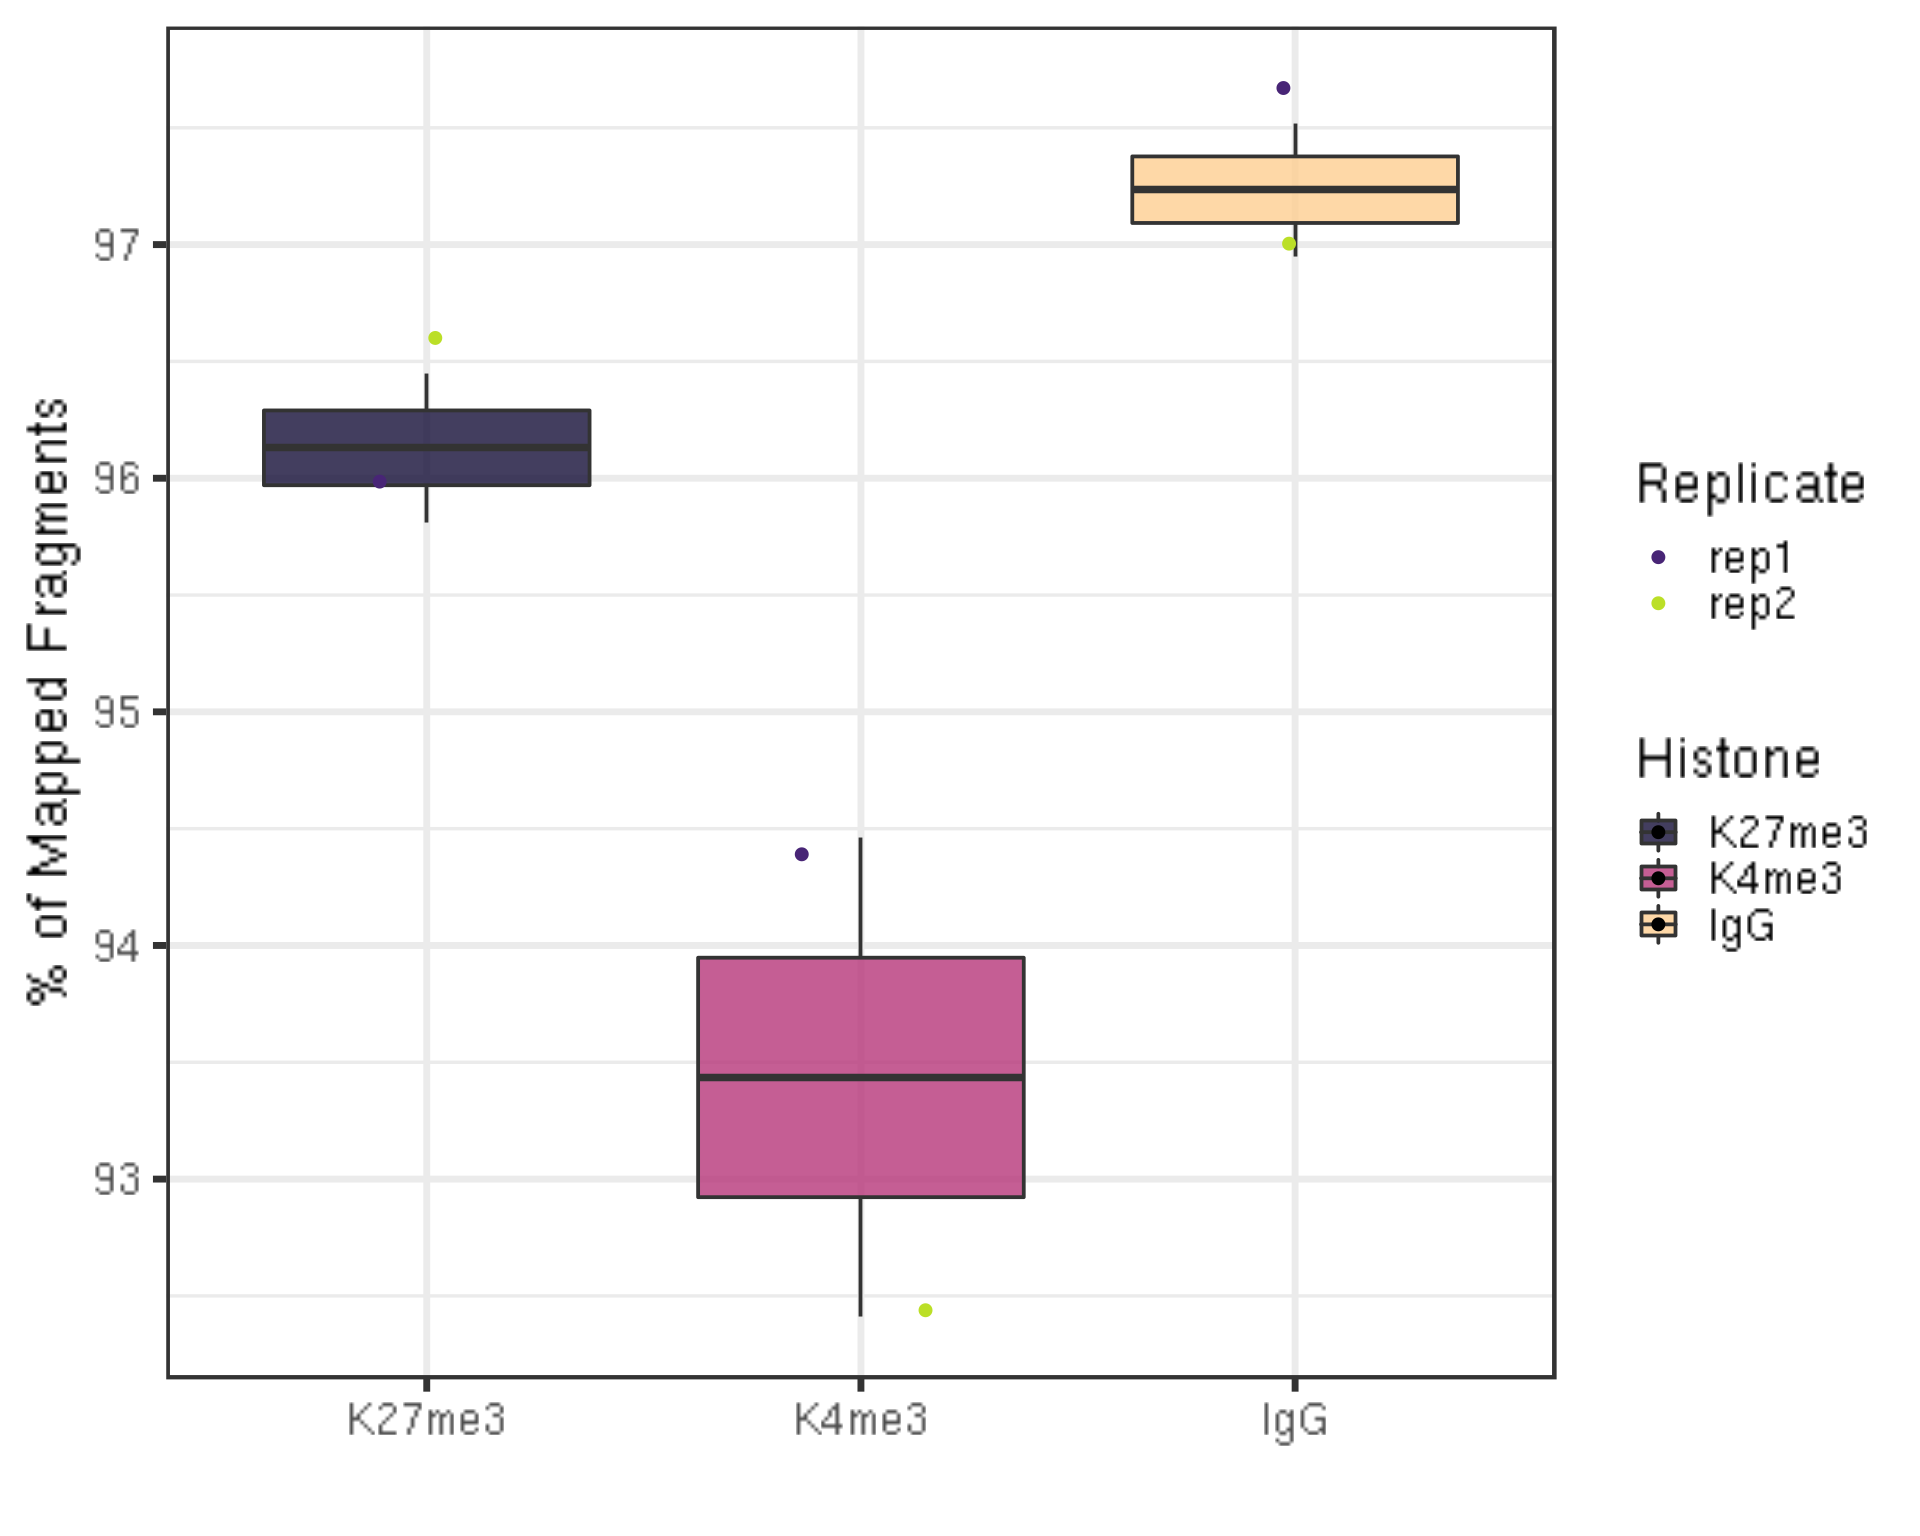 % of Mapped Fragments
97
96
95
94
93
K27me3
K4me3
IgG
Replicate
rep1
rep2
Histone
K27me3
K4me3
IgG